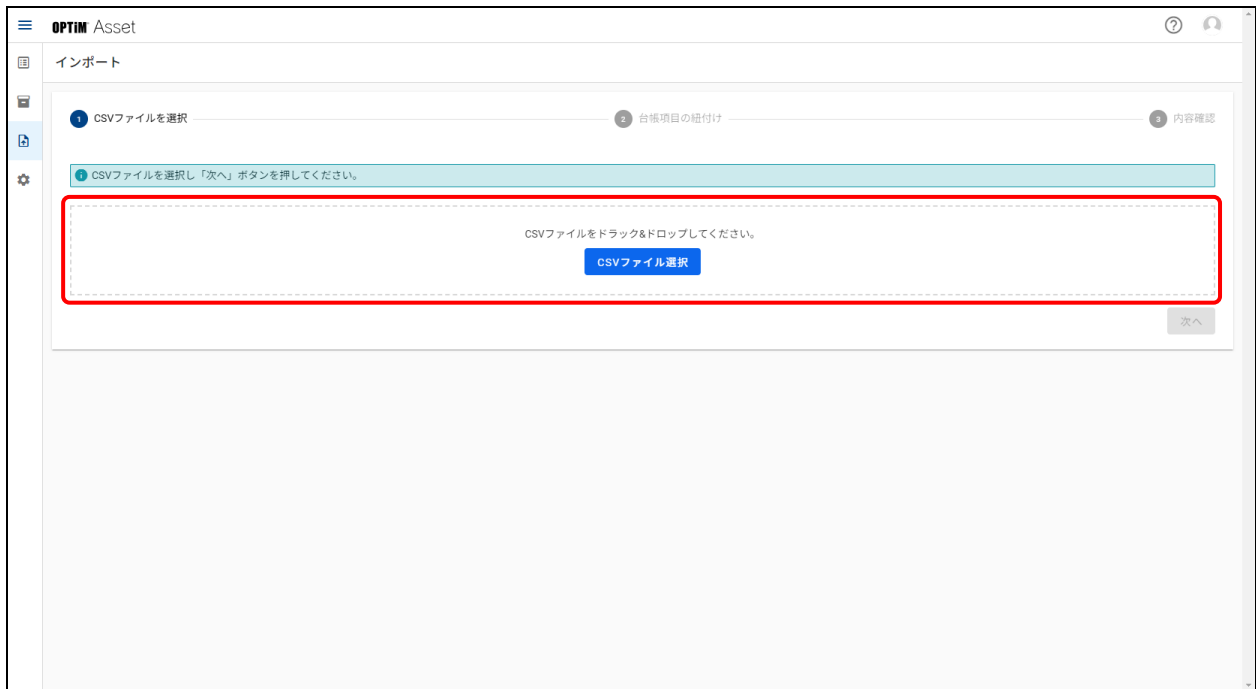 OPTiM Asset
インポート
1 CSVファイルを選択
2 台帳項目の紐付け
3 内容確認
CSVファイルを選択し「次へ」ボタンを押してください。
CSVファイルをドラック&ドロップしてください。
CSVファイル選択
次へ